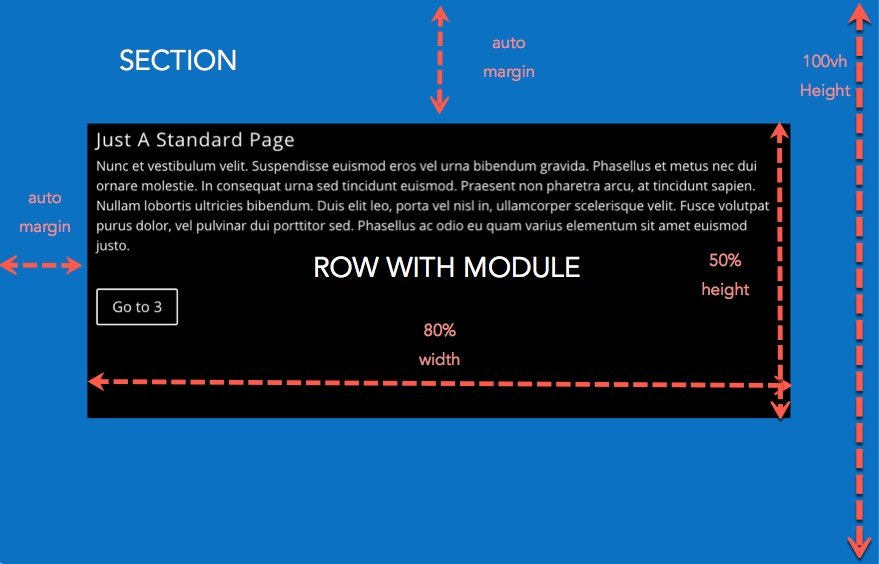 SECTION
auto
margin
100vh
Height
Just A Standard Page
Nunc et vestibulum velit. Suspendisse euismod eros vel urna bibendum gravida. Phasellus et metus nec dui
ornare molestie. In consequat urna sed tincidunt euismod. Praesent non pharetra arcu, at tincidunt sapien.
Nullam lobortis ultricies bibendum. Duis elit leo, porta vel nisl in, ullamcorper scelerisque velit. Fusce volutpat
purus dolor, vel pulvinar dui porttitor sed. Phasellus ac odio eu quam varius elementum sit amet euismod
justo.
auto
margin
ROW WITH MODULE
50%
height
Go to 3
80%
width